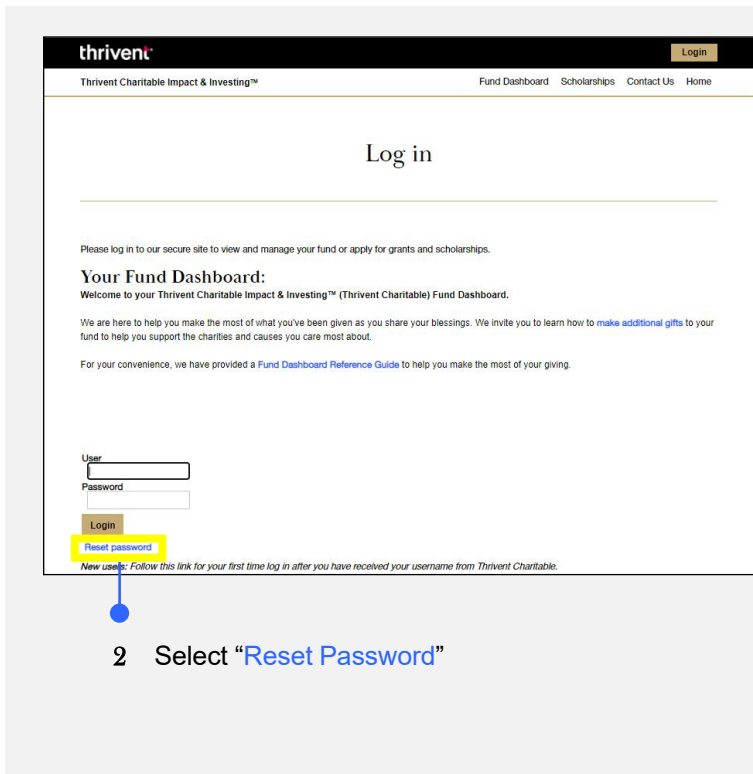 thrivent
Login
Thrivent Charitable Impact & Investing™
Fund Dashboard Scholarships Contact Us Home
Log in
Please log in to our secure site to view and manage your fund or apply for grants and scholarships.
Your Fund Dashboard:
Welcome to your Thrivent Charitable Impact & Investing™ (Thrivent Charitable) Fund Dashboard.
We are here to help you make the most of what you've been given as you share your blessings. We invite you to learn how to make additional gifts to your
fund to help you support the charities and causes you care most about.
For your convenience, we have provided a Fund Dashboard Reference Guide to help you make the most of your giving.
User
Password
Login
Reset password
New users: Follow this link for your first time log in after you have received your username from Thrivent Charitable.
2 Select “Reset Password”